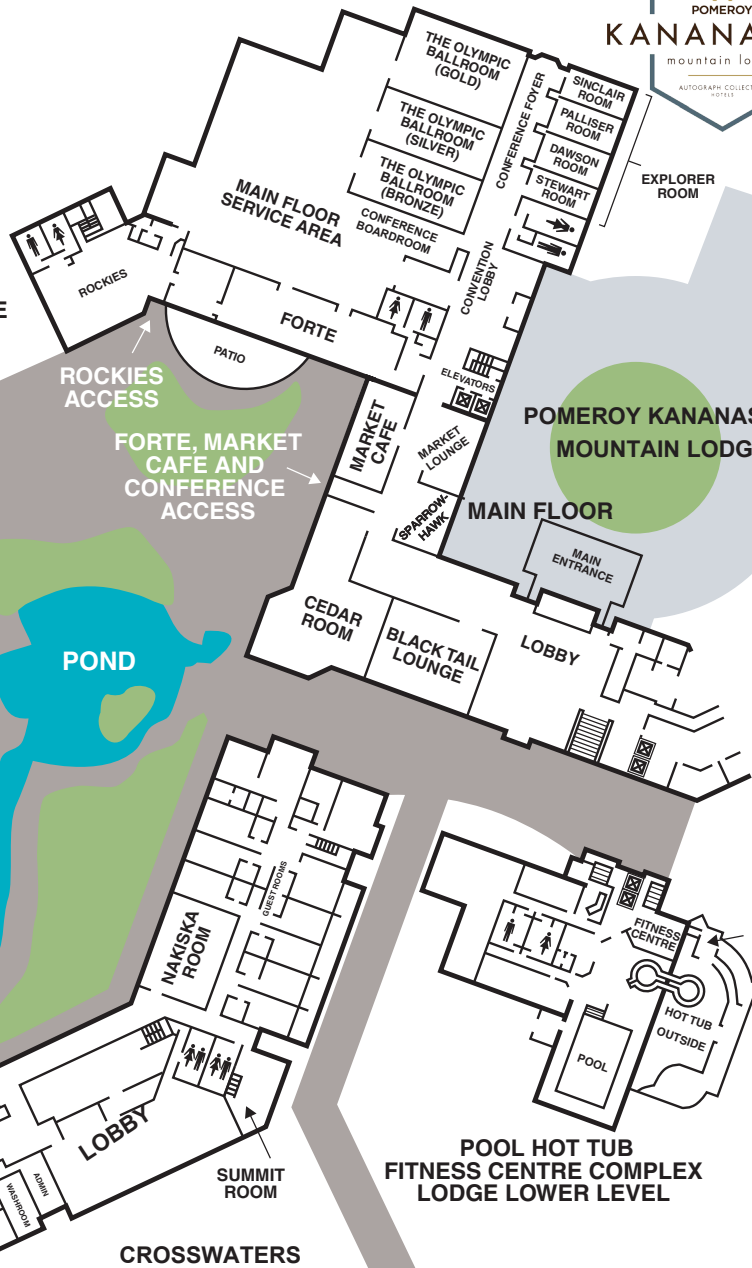 POMEROY
KANANA
mountain lo
AUTOGRAPH COLLECT
HOTELS
THE OLYMPIC
BALLROOM
(GOLD)
THE OLYMPIC
BALLROOM
(SILVER)
THE OLYMPIC
BALLROOM
(BRONZE)
CONFERENCE FOYER
SINCLAIR
ROOM
PALLISER
ROOM
DAWSON
ROOM
STEWART
ROOM
EXPLORER
ROOM
MAIN FLOOR
SERVICE AREA
CONFERENCE
BOARDROOM
CONVENTION
LOBBY
ROCKIES
E
FORTE
PATIO
ELEVATORS
ROCKIES
ACCESS
MARKET
CAFE
MARKET
LOUNGE
POMEROY KANANAS
MOUNTAIN LODG
FORTE, MARKET
CAFE AND
CONFERENCE
ACCESS
SPARROW-
HAWK
MAIN FLOOR
MAIN
ENTRANCE
CEDAR
ROOM
BLACK TAIL
LOUNGE
LOBBY
POND
GUEST ROOMS
NAKISKA
ROOM
FITNESS
CENTRE
HOT TUB
OUTSIDE
POOL
LOBBY
SUMMIT
ROOM
ADMIN
WASHROOM
POOL HOT TUB
FITNESS CENTRE COMPLEX
LODGE LOWER LEVEL
CROSSWATERS